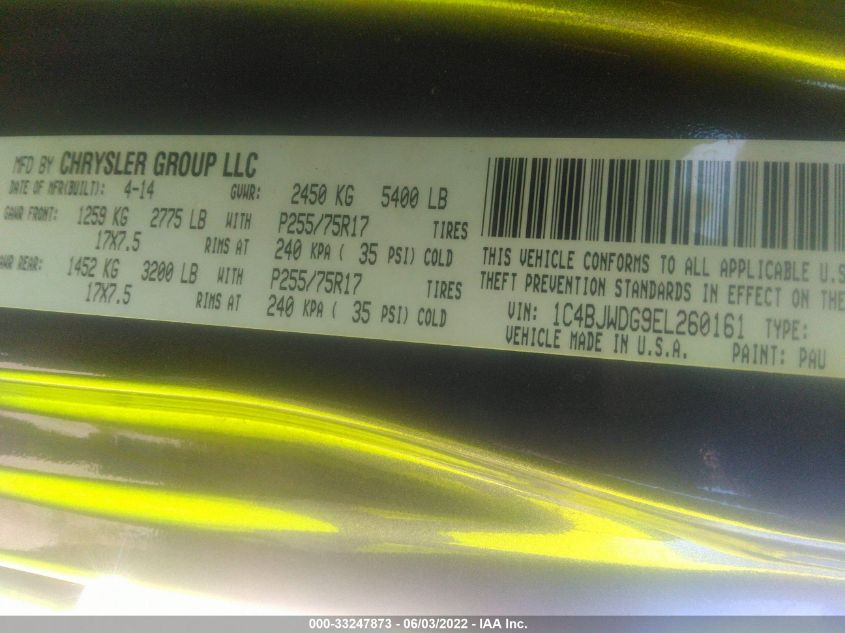 MFD BY CHRYSLER GROUP LLC
DATE OF MFR(BUILT): 4-14 GVWR: 2450 KG 5400 LB
GAWR FRONT: 1259 KG 2775 LB WITH P255/75R17 TIRES
17X7.5 RIMS AT 240 KPA ( 35 PSI) COLD
AWR REAR: 1452 KG 3200 LB WITH P255/75R17 TIRES
17X7.5 RIMS AT 240 KPA ( 35 PSI) COLD
THIS VEHICLE CONFORMS TO ALL APPLICABLE U.S
THEFT PREVENTION STANDARDS IN EFFECT ON THE
VIN: 1C4BJWDG9EL260161 TYPE:
VEHICLE MADE IN U.S.A. PAINT: PAU
000-33247873 - 06/03/2022 - IAA Inc.